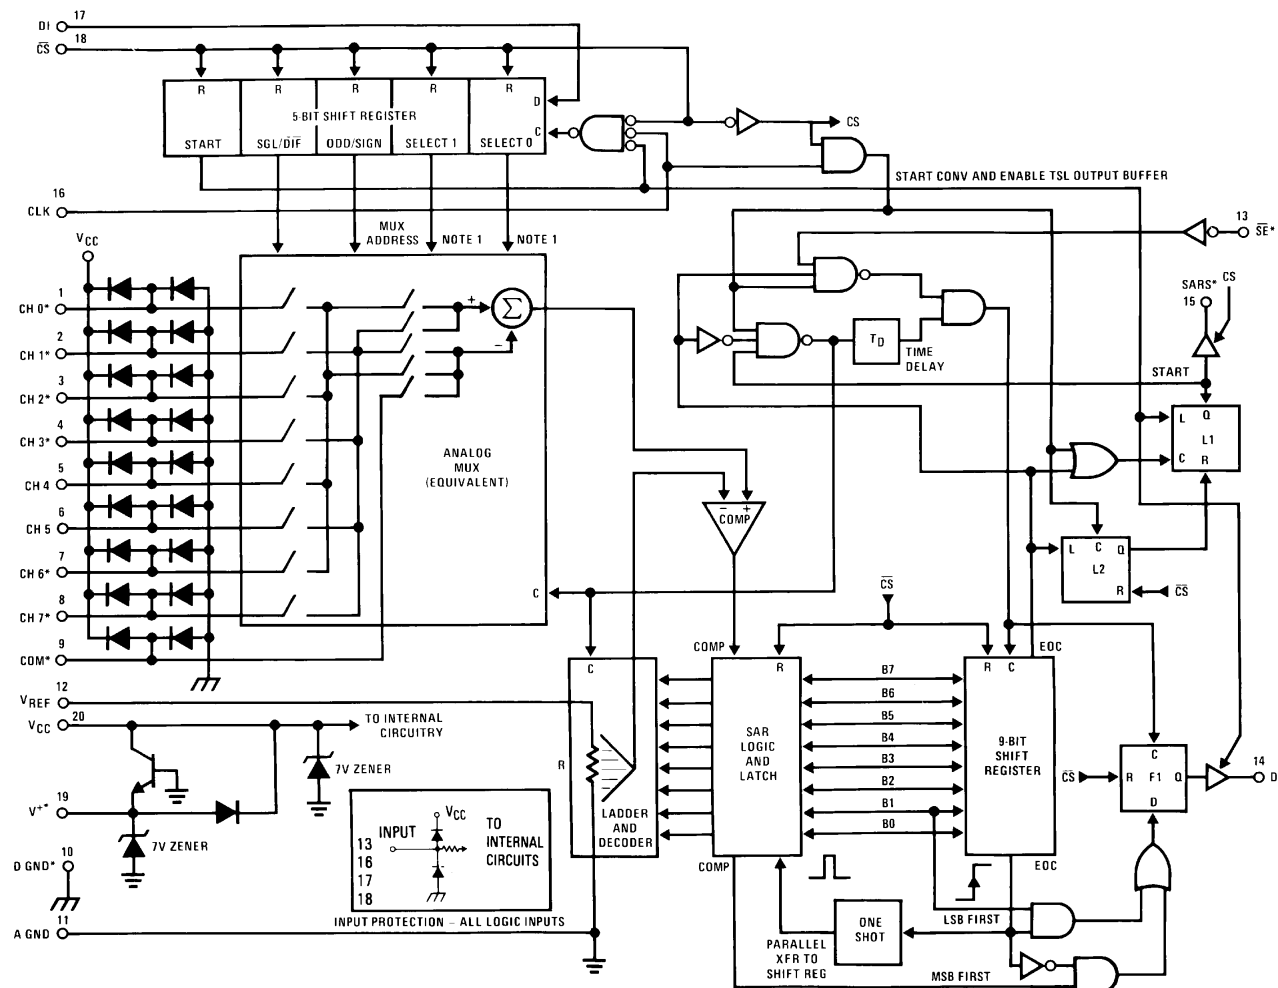 17
DI
18
CS
R
R
R
R
R
D
5-BIT SHIFT REGISTER
C
START
SGL/DIF
ODD/SIGN
SELECT 1
SELECT 0
CS
START CONV AND ENABLE TSL OUTPUT BUFFER
16
CLK
MUX
ADDRESS
NOTE 1
NOTE 1
13
SE*
VCC
1
CH 0*
2
CH 1*
3
CH 2*
4
CH 3*
5
CH 4
6
CH 5
7
CH 6*
8
CH 7*
9
COM*
+
Σ
−
ANALOG
MUX
(EQUIVALENT)
C
TD
TIME
DELAY
SARS*
CS
15
START
L
Q
L1
C
R
− +
COMP
L
C
Q
L2
R
CS
CS
COMP
R
R
C
EOC
12
VREF
20
VCC
TO INTERNAL
CIRCUITRY
7V ZENER
19
V+*
7V ZENER
10
D GND*
11
A GND
C
R
LADDER
AND
DECODER
SAR
LOGIC
AND
LATCH
B7
B6
B5
B4
B3
B2
B1
B0
9-BIT
SHIFT
REGISTER
CS
C
R
F1
Q
D
14
D
VCC
INPUT
TO
INTERNAL
CIRCUITS
13
16
17
18
INPUT PROTECTION – ALL LOGIC INPUTS
COMP
EOC
PARALLEL
XFR TO
SHIFT REG
ONE
SHOT
LSB FIRST
MSB FIRST